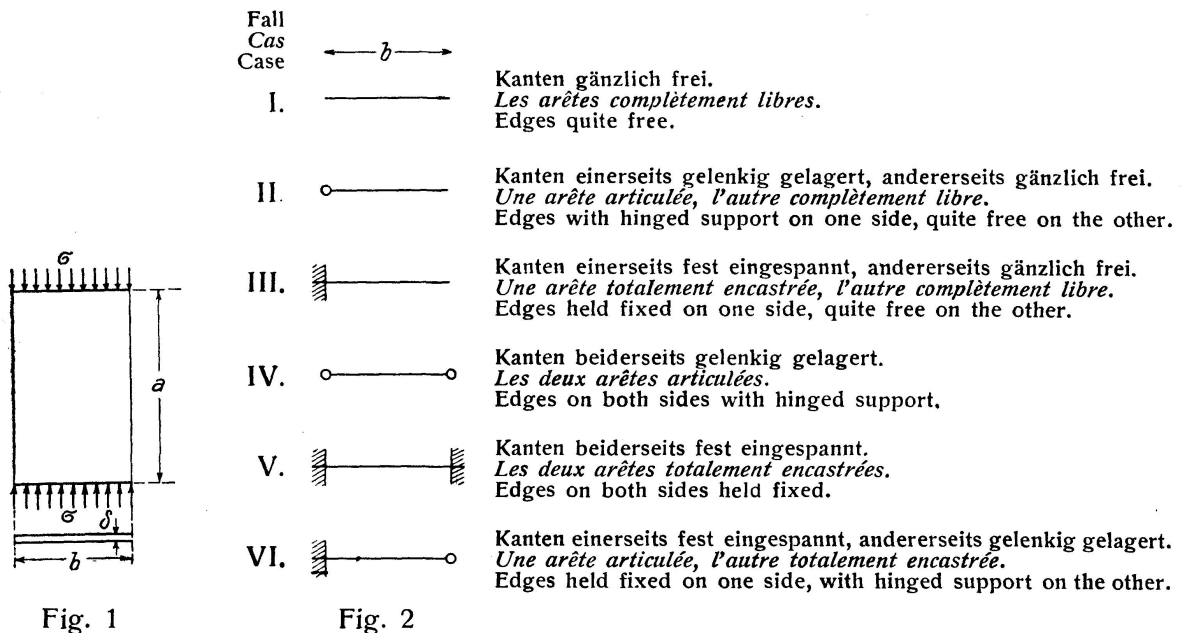 Fall
Cas
Case
b
I.
Kanten gänzlich frei.
Les arêtes complètement libres.
Edges quite free.
II.
Kanten einerseits gelenkig gelagert, andererseits gänzlich frei.
Une arête articulée, l'autre complètement libre.
Edges with hinged support on one side, quite free on the other.
III.
Kanten einerseits fest eingespannt, andererseits gänzlich frei.
Une arête totalement encastrée, l'autre complètement libre.
Edges held fixed on one side, quite free on the other.
IV.
Kanten beiderseits gelenkig gelagert.
Les deux arêtes articulées.
Edges on both sides with hinged support.
V.
Kanten beiderseits fest eingespannt.
Les deux arêtes totalement encastrées.
Edges on both sides held fixed.
VI.
Kanten einerseits fest eingespannt, andererseits gelenkig gelagert.
Une arête articulée, l'autre totalement encastrée.
Edges held fixed on one side, with hinged support on the other.
σ
a
σ
δ
b
Fig. 1
Fig. 2